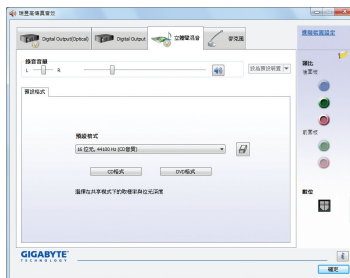 瑞昱高傳真音效
Digital Output(Optical)
Digital Output
立體聲混音
麥克風
進階裝置設定
錄音音量
L
R
設為預設裝置
類比
後面板
預設格式
預設格式
16 位元, 44100 Hz (CD音質)
CD格式
DVD格式
選擇在共享模式下的取樣率與位元深度
前面板
數位
GIGABYTE
TECHNOLOGY
確定